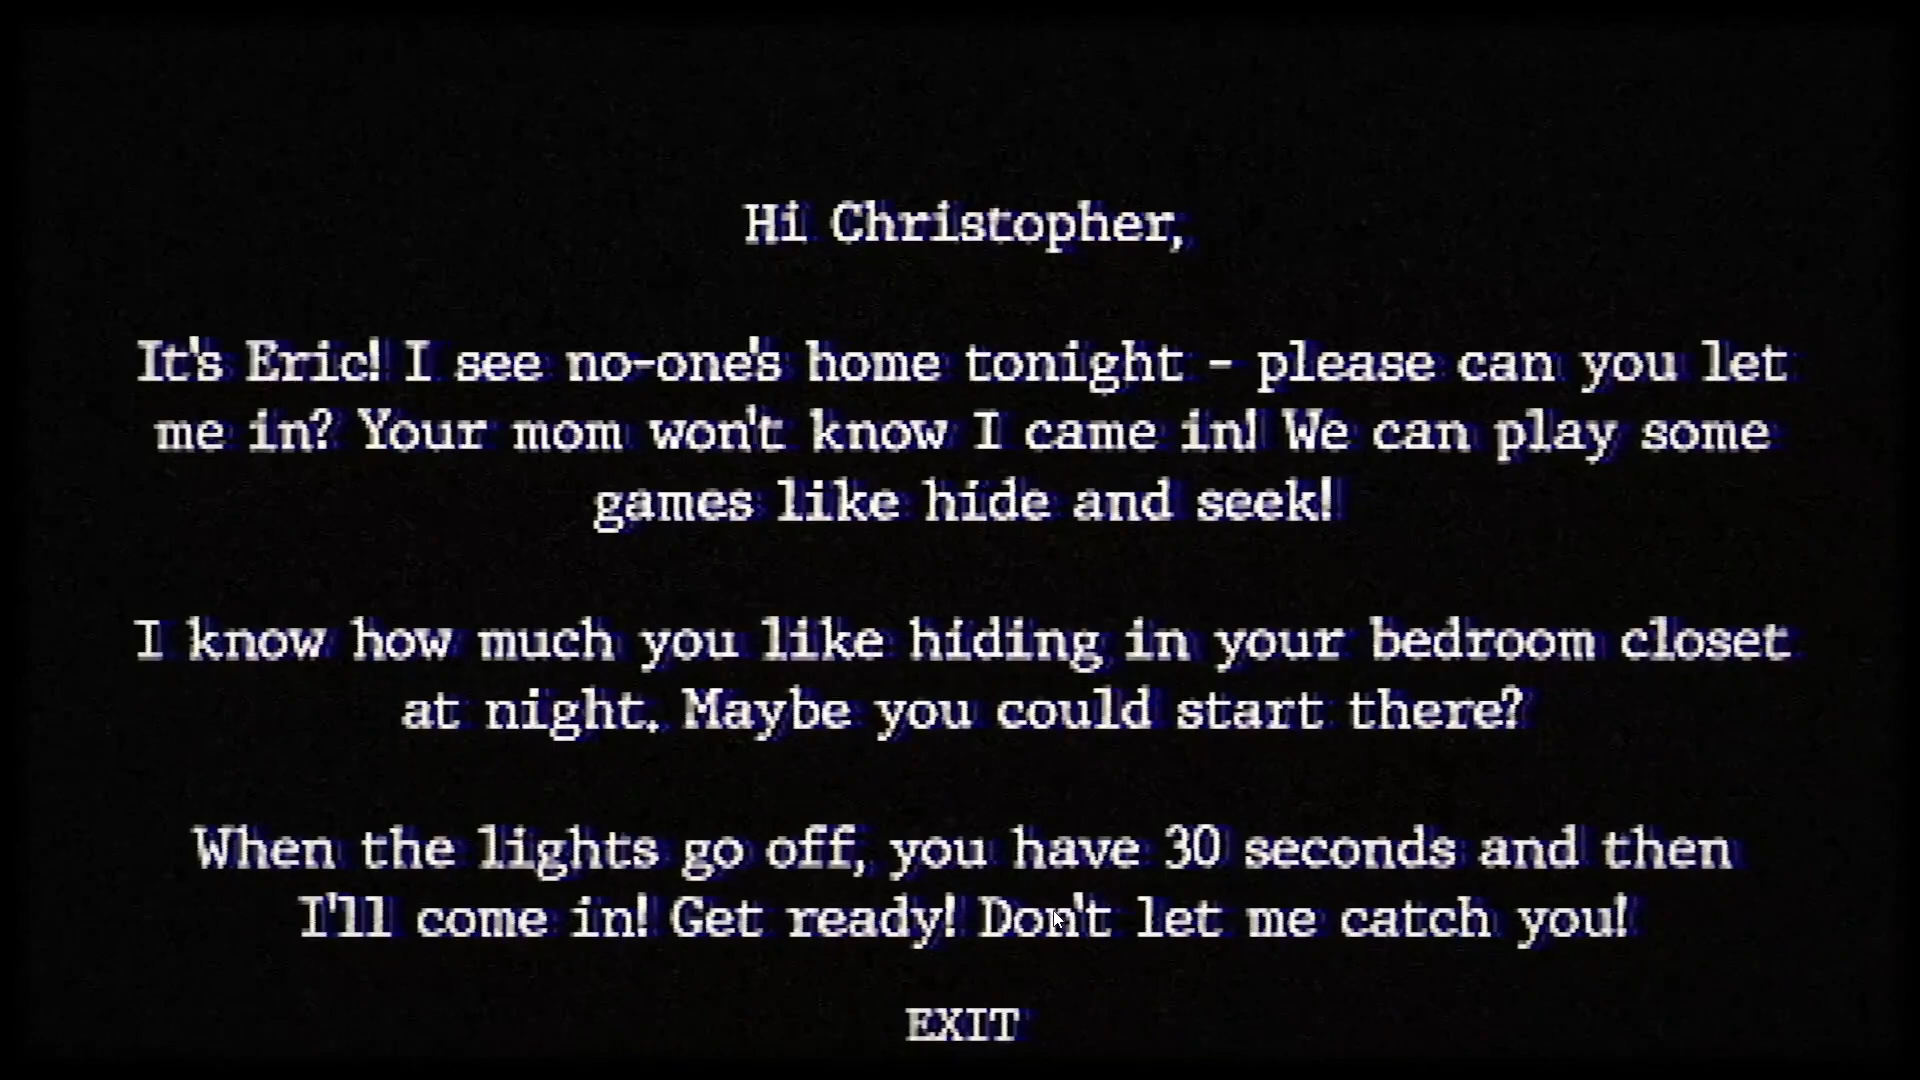 Hi Christopher,
It's Eric! I see no-one's home tonight - please can you let
me in? Your mom won't know I came in! We can play some
games like hide and seek!
I know how much you like hiding in your bedroom closet
at night. Maybe you could start there?
When the lights go off, you have 30 seconds and then
I'll come in! Get ready! Don't let me catch you!
EXIT